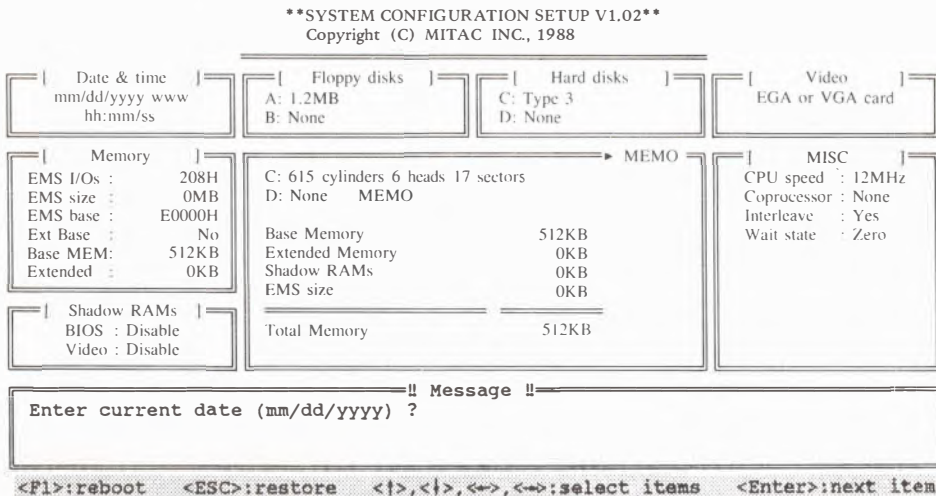 **SYSTEM CONFIGURATION SETUP V1.02**
Copyright (C) MITAC INC., 1988
[ Date & time ]
mm/dd/yyyy www
hh:mm/ss
[ Floppy disks ]
A: 1.2MB
B: None
[ Hard disks ]
C: Type 3
D: None
[ Video ]
EGA or VGA card
[ Memory ]
EMS I/Os : 208H
EMS size : 0MB
EMS base : E0000H
Ext Base : No
Base MEM: 512KB
Extended : 0KB
[ Shadow RAMs ]
BIOS : Disable
Video : Disable
► MEMO
C: 615 cylinders 6 heads 17 sectors
D: None MEMO
Base Memory 512KB
Extended Memory 0KB
Shadow RAMs 0KB
EMS size 0KB
Total Memory 512KB
[ MISC ]
CPU speed : 12MHz
Coprocessor : None
Interleave : Yes
Wait state : Zero
!! Message !!
Enter current date (mm/dd/yyyy) ?
<F1>:reboot <ESC>:restore <↑>,<↓>,<←>,<→>:select items <Enter>:next item